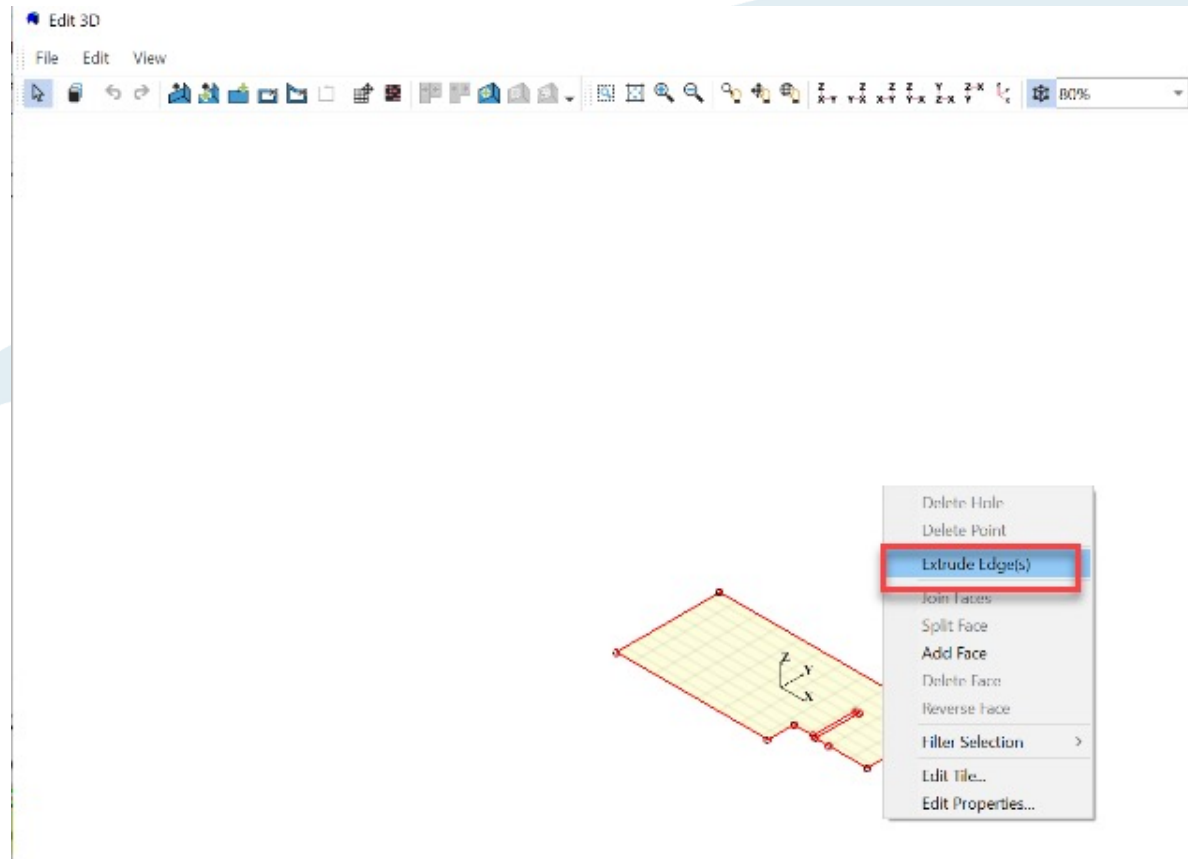 Edit 3D
File Edit View
80%
Delete Hole
Delete Point
Extrude Edge(s)
Join Faces
Split Face
Add Face
Delete Face
Reverse Face
Filter Selection
Edit Tile...
Edit Properties...
Z
Y
X